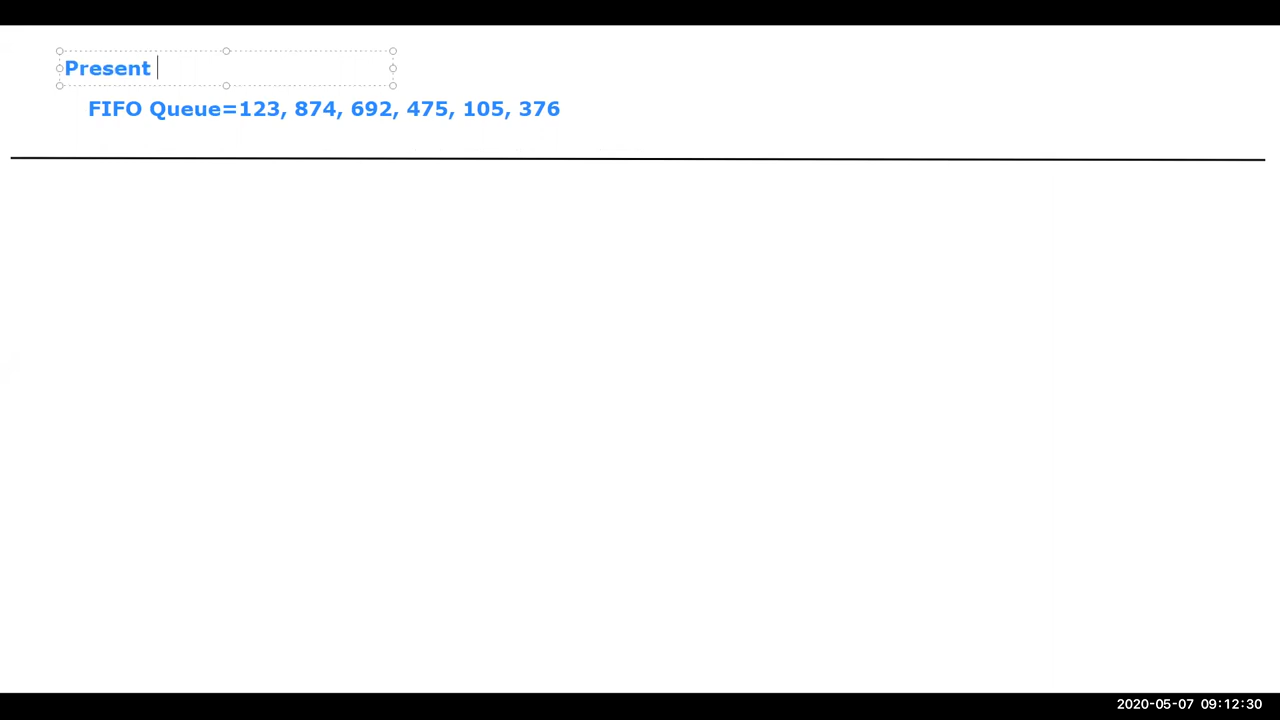 Present
FIFO Queue=123, 874, 692, 475, 105, 376
2020-05-07 09:12:30